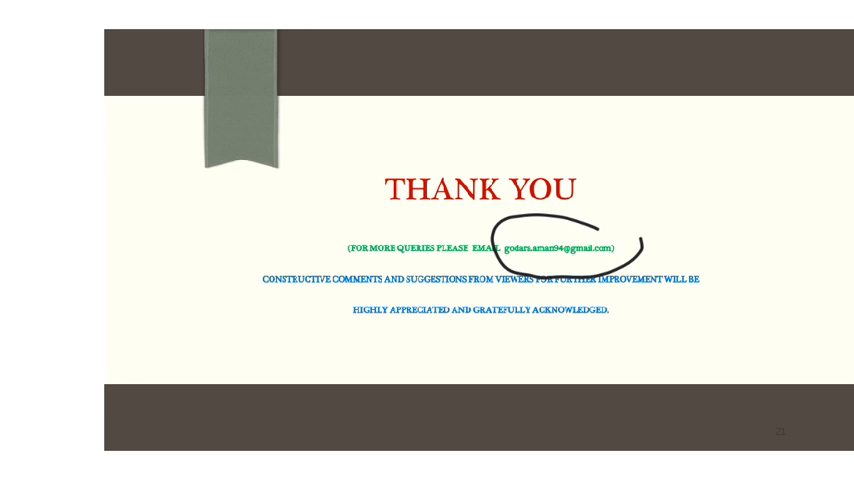 THANK YOU
(FOR MORE QUERIES PLEASE EMAIL godars.aman94@gmail.com)
CONSTRUCTIVE COMMENTS AND SUGGESTIONS FROM VIEWERS FOR FURTHER IMPROVEMENT WILL BE
HIGHLY APPRECIATED AND GRATEFULLY ACKNOWLEDGED.
21